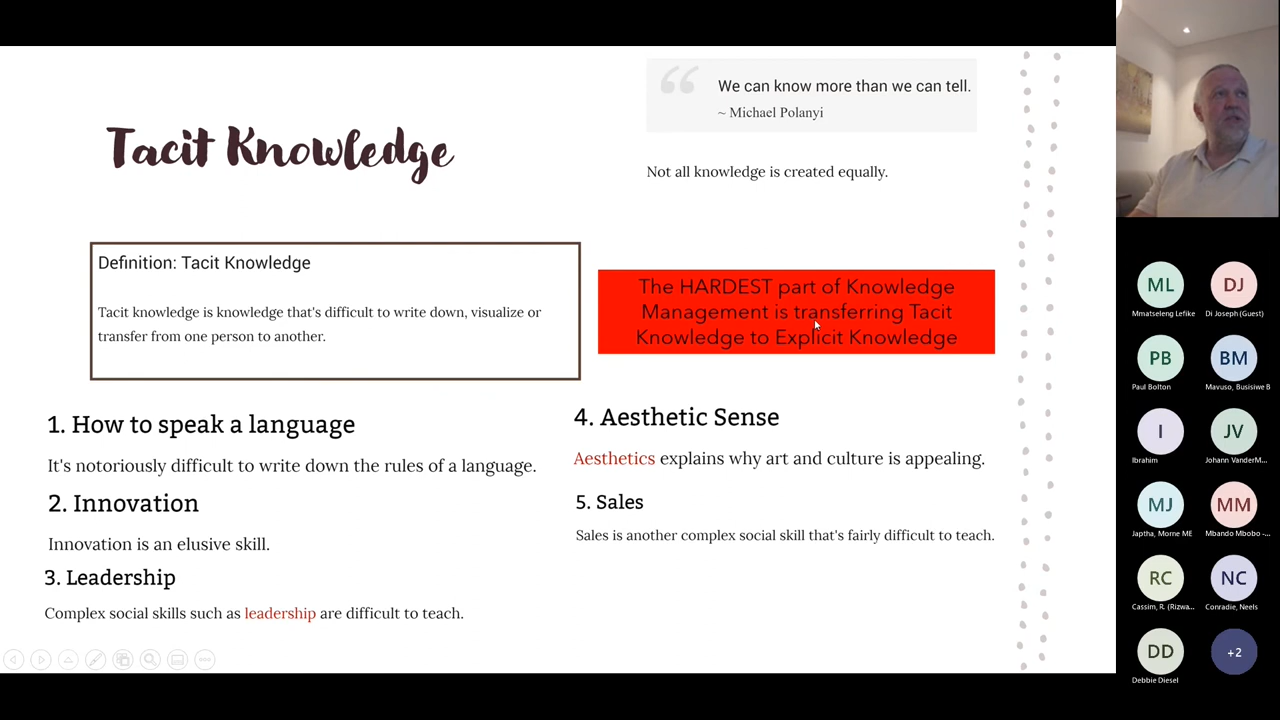 Tacit Knowledge
“
We can know more than we can tell.
~ Michael Polanyi
Not all knowledge is created equally.
Definition: Tacit Knowledge
Tacit knowledge is knowledge that's difficult to write down, visualize or
transfer from one person to another.
The HARDEST part of Knowledge
Management is transferring Tacit
Knowledge to Explicit Knowledge
1. How to speak a language
It's notoriously difficult to write down the rules of a language.
2. Innovation
Innovation is an elusive skill.
3. Leadership
Complex social skills such as leadership are difficult to teach.
4. Aesthetic Sense
Aesthetics explains why art and culture is appealing.
5. Sales
Sales is another complex social skill that's fairly difficult to teach.
ML
Mmatseleng Lefike
DJ
Di Joseph (Guest)
PB
Paul Bolton
BM
Mavuso, Busisiwe B
I
Ibrahim
JV
Johann VanderM...
MJ
Japtha, Morne ME
MM
Mbando Mbobo -...
RC
Cassim, R. (Rizwa...
NC
Conradie, Neels
DD
Debbie Diesel
+2